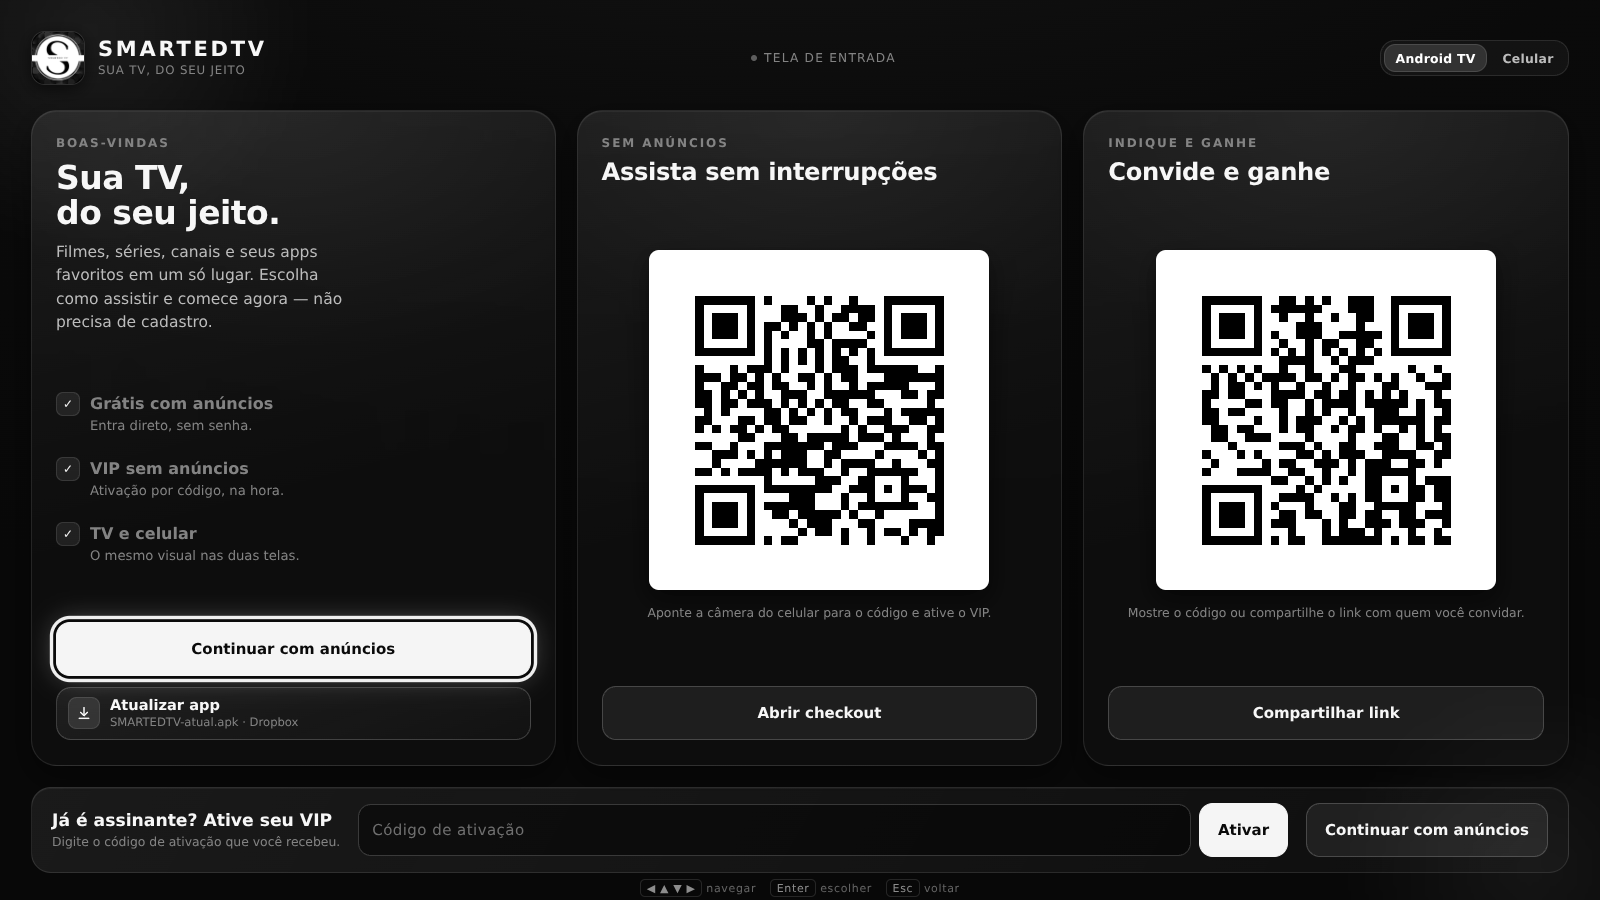 SMARTEDTV
SUA TV, DO SEU JEITO
TELA DE ENTRADA
Android TV
Celular
BOAS-VINDAS
Sua TV,
do seu jeito.
Filmes, séries, canais e seus apps
favoritos em um só lugar. Escolha
como assistir e comece agora — não
precisa de cadastro.
✓ Grátis com anúncios
Entra direto, sem senha.
✓ VIP sem anúncios
Ativação por código, na hora.
✓ TV e celular
O mesmo visual nas duas telas.
Continuar com anúncios
Atualizar app
SMARTEDTV-atual.apk · Dropbox
SEM ANÚNCIOS
Assista sem interrupções
Aponte a câmera do celular para o código e ative o VIP.
Abrir checkout
INDIQUE E GANHE
Convide e ganhe
Mostre o código ou compartilhe o link com quem você convidar.
Compartilhar link
Já é assinante? Ative seu VIP
Digite o código de ativação que você recebeu.
Código de ativação
Ativar
Continuar com anúncios
◀ ▲ ▼ ▶ navegar Enter escolher Esc voltar